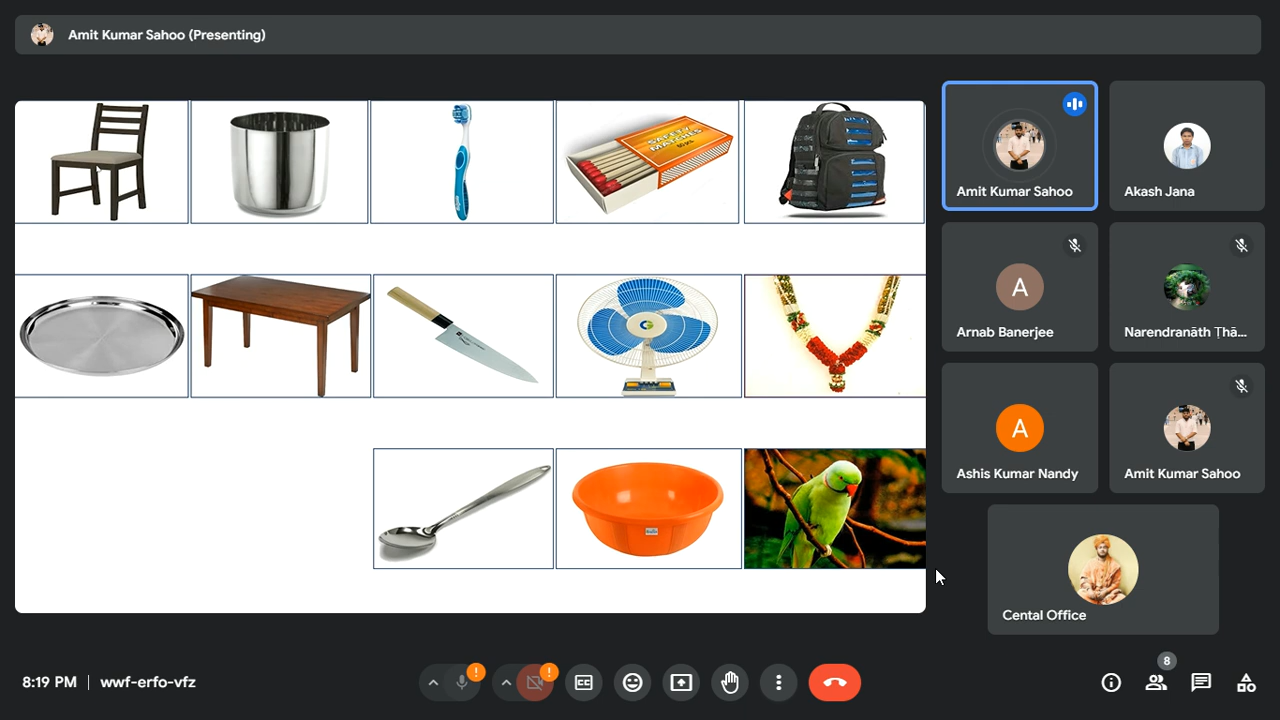 Amit Kumar Sahoo (Presenting)
SAFETY
MATCHES
Amit Kumar Sahoo
Akash Jana
A
Arnab Banerjee
Narendranāth Ṭhā...
A
Ashis Kumar Nandy
Amit Kumar Sahoo
Cental Office
8:19 PM | wwf-erfo-vfz
8